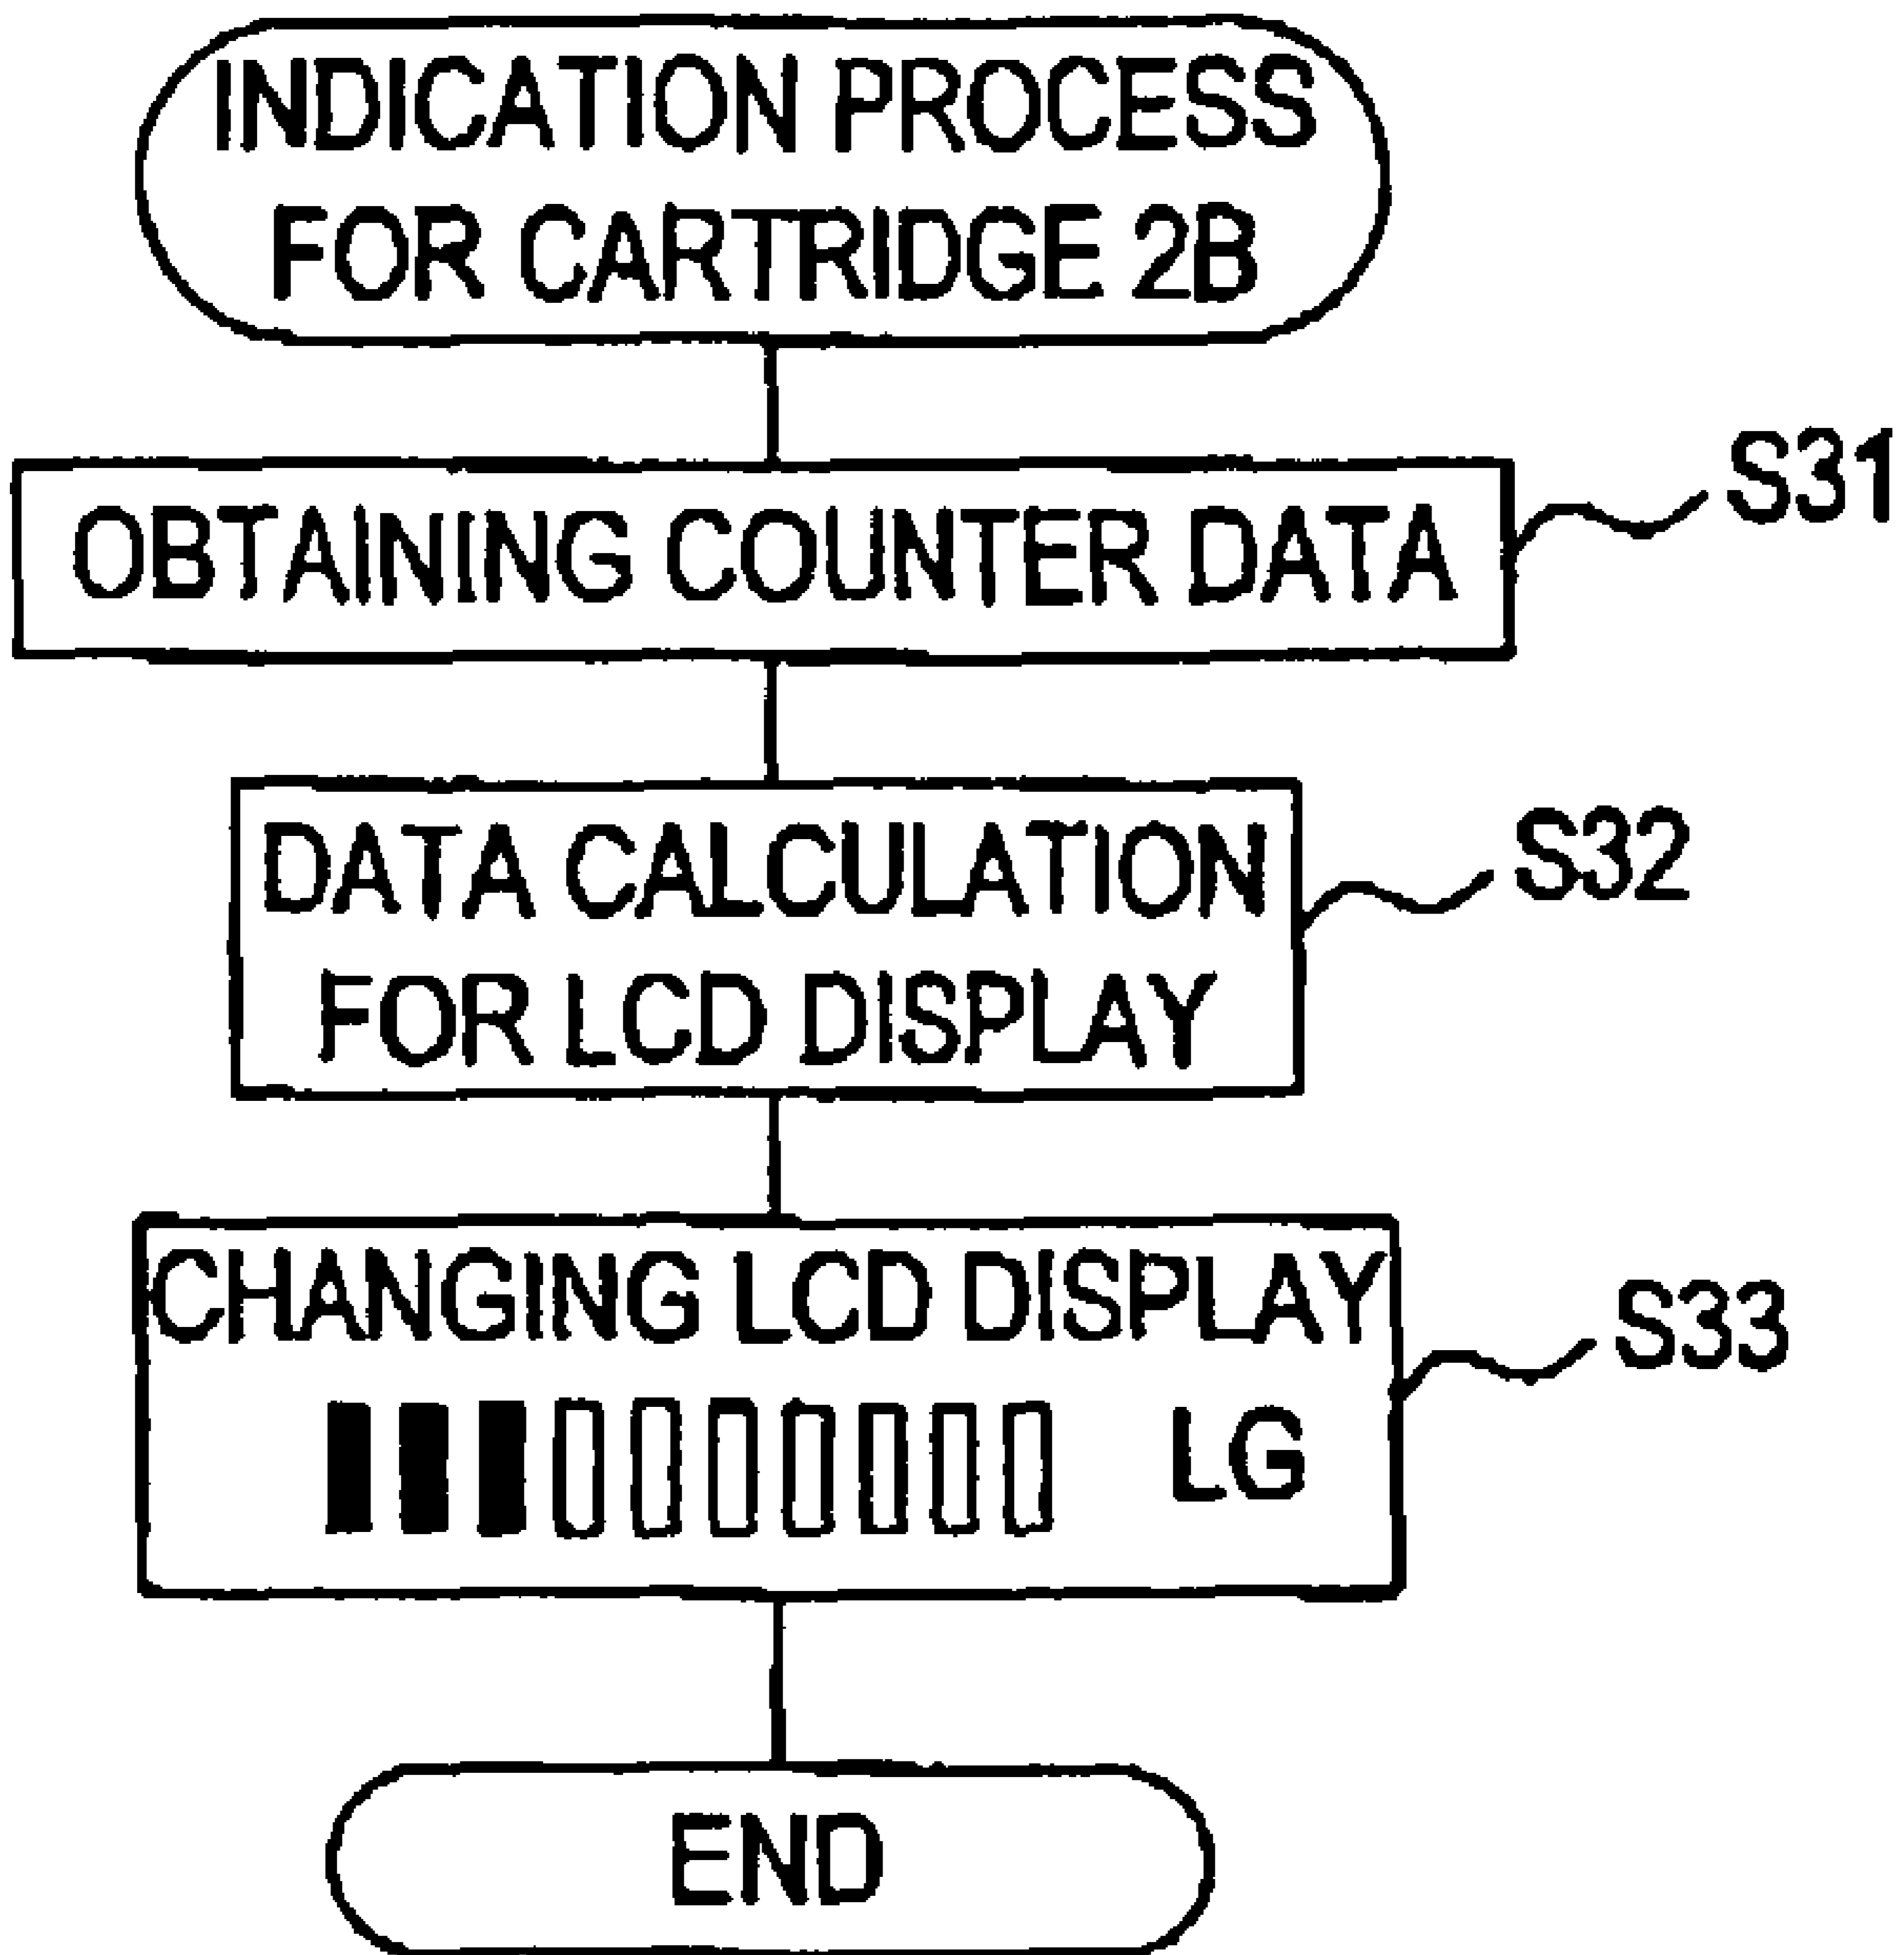 INDICATION PROCESS
FOR CARTRIDGE 2B
OBTAINING COUNTER DATA
S31
DATA CALCULATION
FOR LCD DISPLAY
S32
CHANGING LCD DISPLAY
LG
S33
END